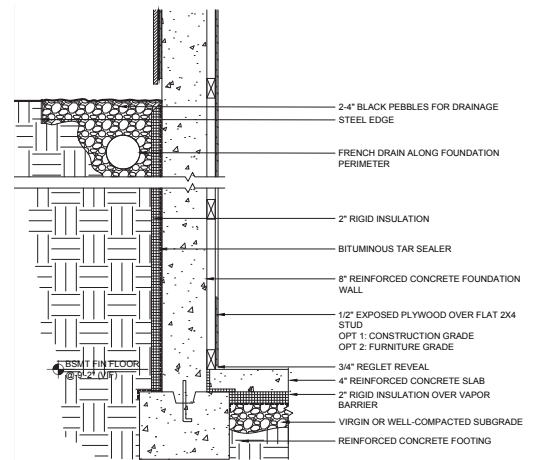 2-4" BLACK PEBBLES FOR DRAINAGE
STEEL EDGE
FRENCH DRAIN ALONG FOUNDATION
PERIMETER
2" RIGID INSULATION
BITUMINOUS TAR SEALER
8" REINFORCED CONCRETE FOUNDATION
WALL
1/2" EXPOSED PLYWOOD OVER FLAT 2X4
STUD
OPT 1: CONSTRUCTION GRADE
OPT 2: FURNITURE GRADE
BSMT FIN FLOOR
@-9'-2" (VIF)
3/4" REGLET REVEAL
4" REINFORCED CONCRETE SLAB
2" RIGID INSULATION OVER VAPOR
BARRIER
VIRGIN OR WELL-COMPACTED SUBGRADE
REINFORCED CONCRETE FOOTING